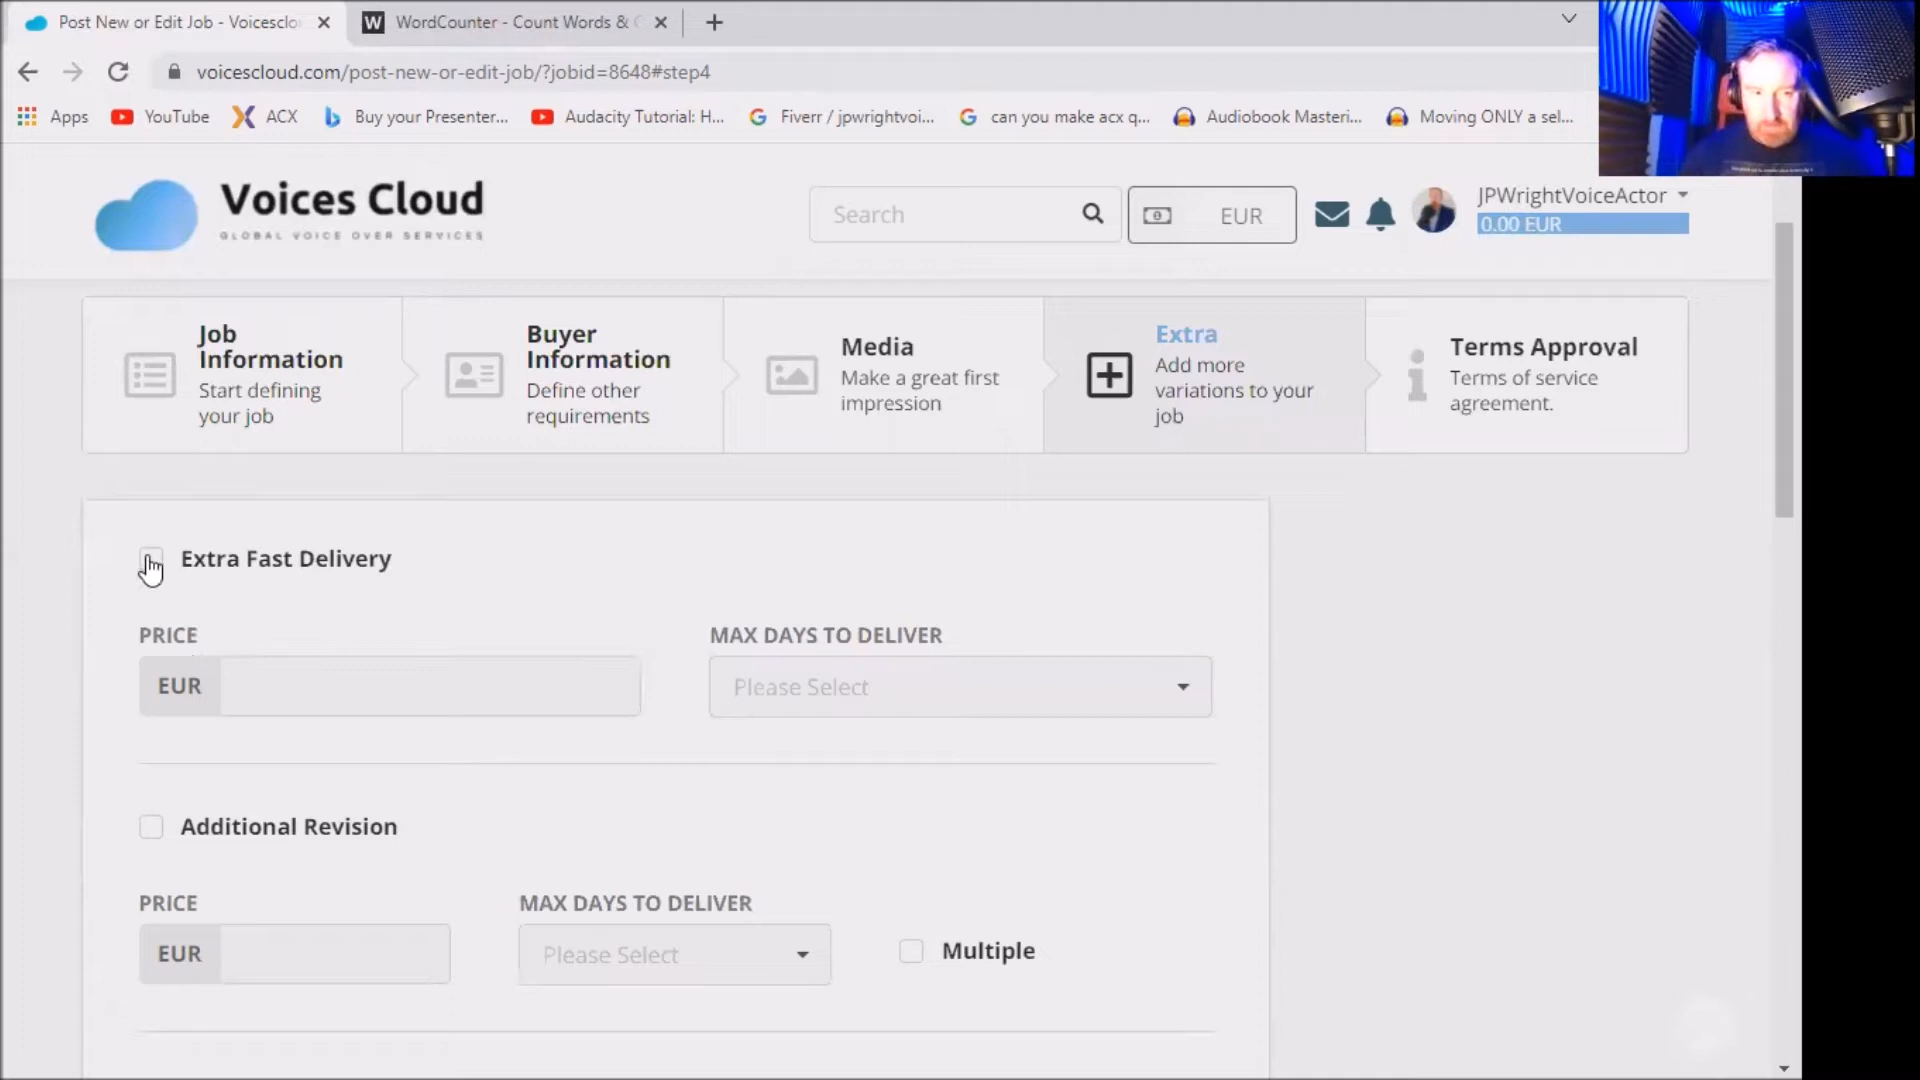 Post New or Edit Job - Voicesclo
WordCounter - Count Words &
voicescloud.com/post-new-or-edit-job/?jobid=8648#step4
Apps
YouTube
ACX
Buy your Presenter...
Audacity Tutorial: H...
Fiverr / jpwrightvoi...
can you make acx q...
Audiobook Masteri...
Moving ONLY a sel...
Voices Cloud
GLOBAL VOICE OVER SERVICES
Search
EUR
JPWrightVoiceActor
0.00 EUR
Job
Information
Start defining
your job
Buyer
Information
Define other
requirements
Media
Make a great first
impression
Extra
Add more
variations to your
job
Terms Approval
Terms of service
agreement.
Extra Fast Delivery
PRICE
MAX DAYS TO DELIVER
EUR
Please Select
Additional Revision
PRICE
MAX DAYS TO DELIVER
EUR
Please Select
Multiple